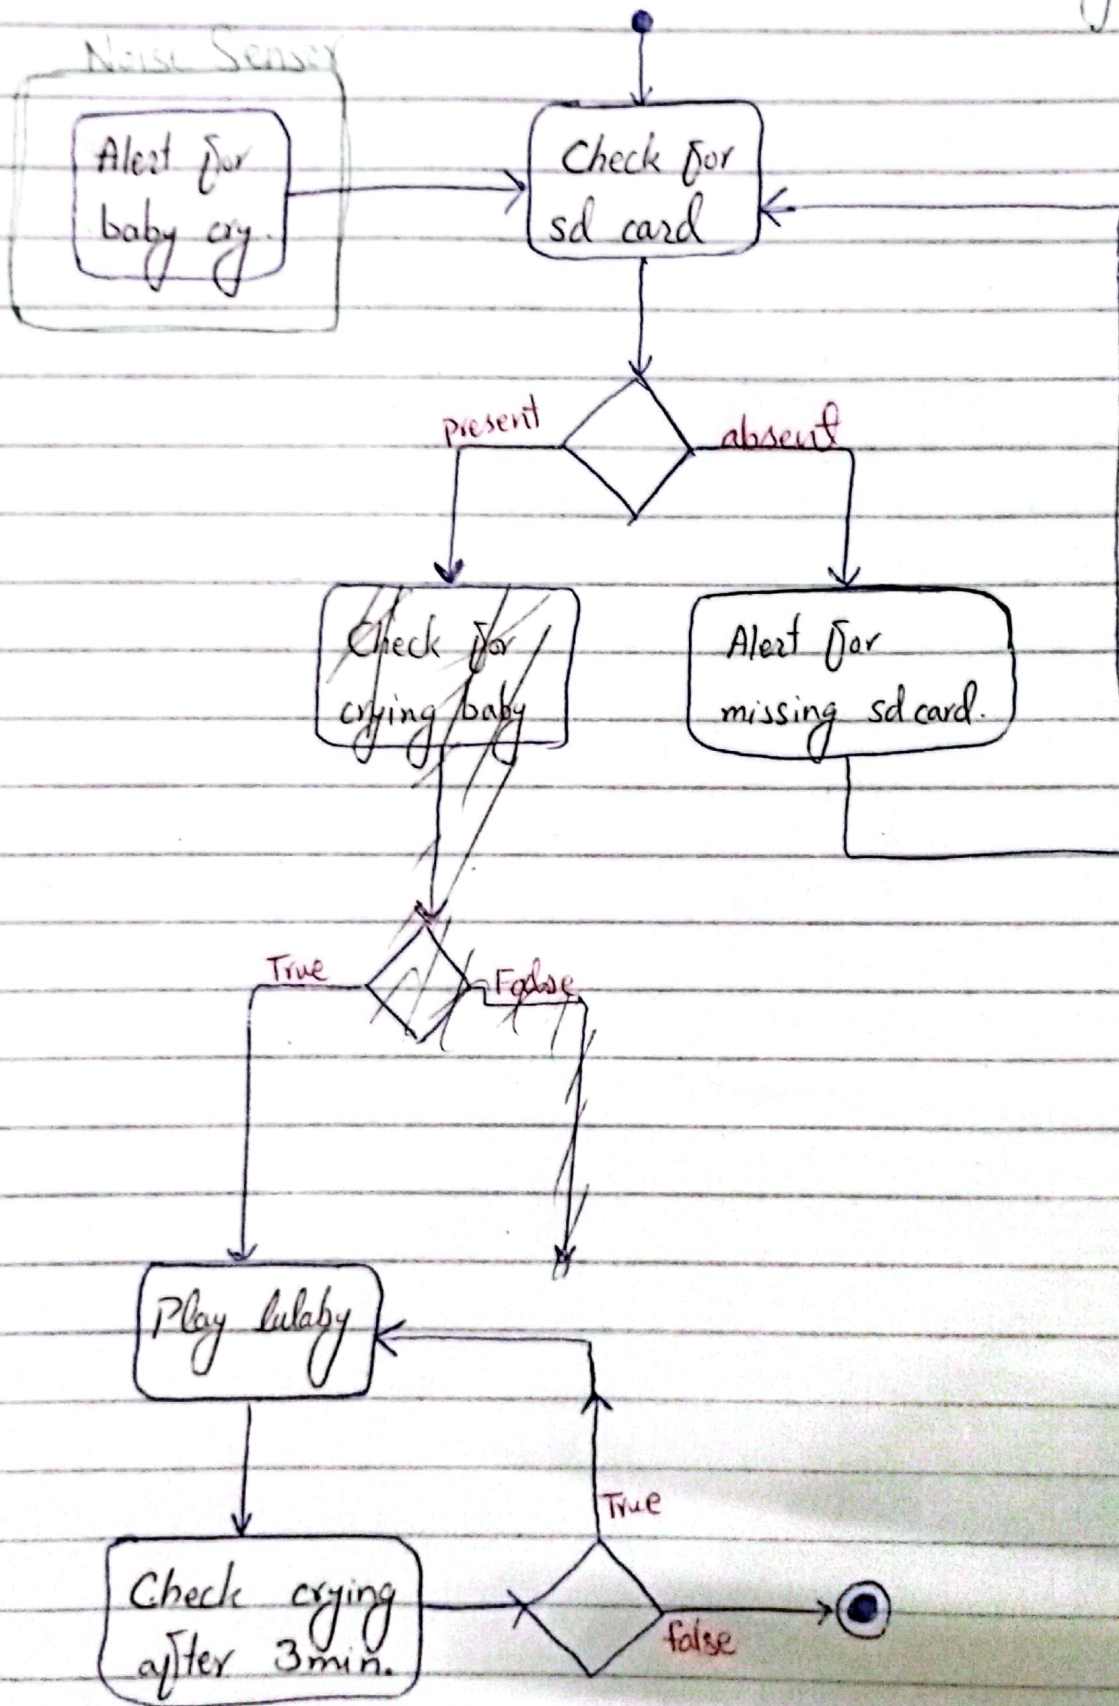 Noise Sensor
Alert for
baby cry.
Check for
sd card
present
absent
Check for
crying baby
Alert for
missing sd card.
True
False
Play lulaby
True
Check crying
after 3min.
false